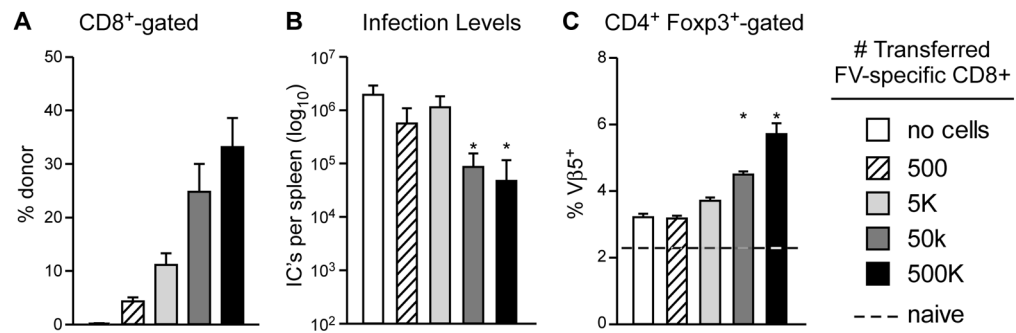 A CD8⁺-gated
% donor
50
40
30
20
10
0
B Infection Levels
IC's per spleen (log₁₀)
10⁷
10⁶
10⁵
10⁴
10³
10²
* *
C CD4⁺ Foxp3⁺-gated
% Vβ5⁺
8
6
4
2
0
* *
# Transferred
FV-specific CD8+
no cells
500
5K
50k
500K
naive